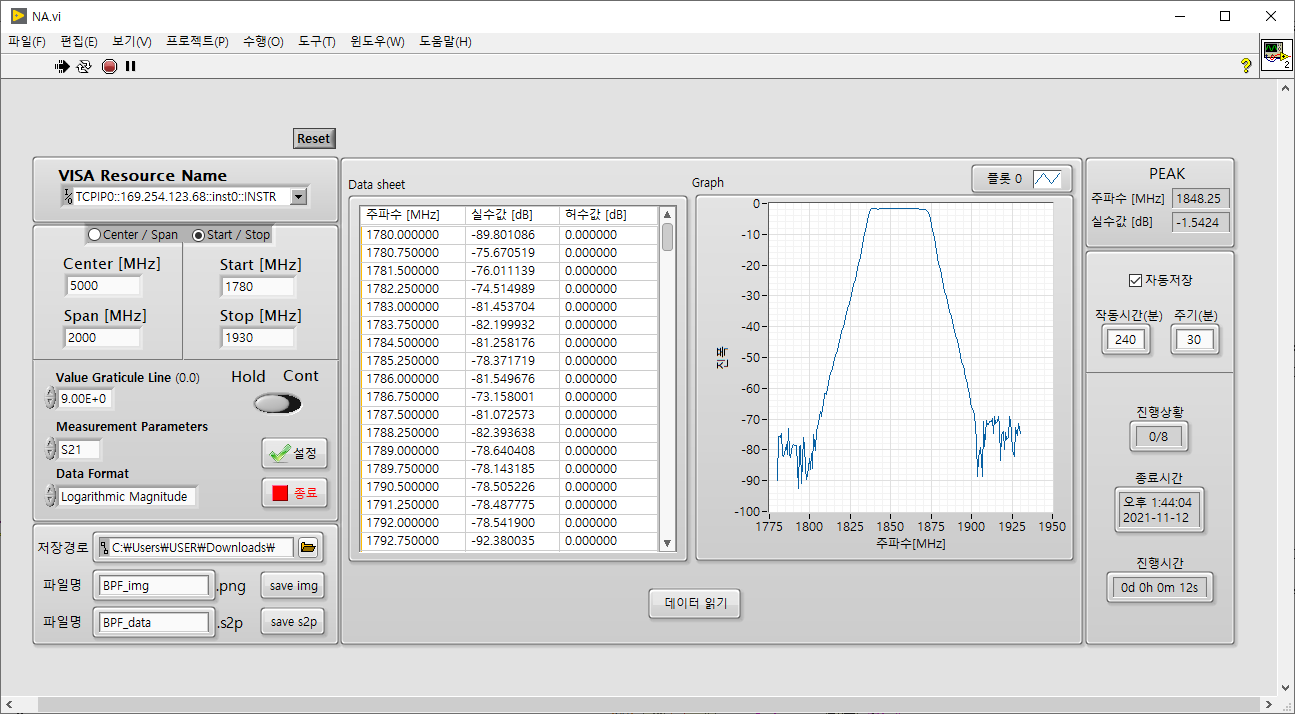 NA.vi
파일(F) 편집(E) 보기(V) 프로젝트(P) 수행(O) 도구(T) 윈도우(W) 도움말(H)
?
2
Reset
VISA Resource Name
TCPIP0::169.254.123.68::inst0::INSTR
Center / Span Start / Stop
Center [MHz] Start [MHz]
5000 1780
Span [MHz] Stop [MHz]
2000 1930
Value Graticule Line (0.0) Hold Cont
9.00E+0
Measurement Parameters
S21 설정
Data Format
Logarithmic Magnitude 종료
저장경로 C:₩Users₩USER₩Downloads₩
파일명 BPF_img .png save img
파일명 BPF_data .s2p save s2p
Data sheet
주파수 [MHz] 실수값 [dB] 허수값 [dB]
1780.000000 -89.801086 0.000000
1780.750000 -75.670519 0.000000
1781.500000 -76.011139 0.000000
1782.250000 -74.514989 0.000000
1783.000000 -81.453704 0.000000
1783.750000 -82.199932 0.000000
1784.500000 -81.258176 0.000000
1785.250000 -78.371719 0.000000
1786.000000 -81.549676 0.000000
1786.750000 -73.158001 0.000000
1787.500000 -81.072573 0.000000
1788.250000 -82.393638 0.000000
1789.000000 -78.640408 0.000000
1789.750000 -78.143185 0.000000
1790.500000 -78.505226 0.000000
1791.250000 -78.487775 0.000000
1792.000000 -78.541900 0.000000
1792.750000 -92.380035 0.000000
Graph
플롯 0
0
-10
-20
-30
-40
-50
-60
-70
-80
-90
-100
진폭
1775 1800 1825 1850 1875 1900 1925 1950
주파수[MHz]
데이터 읽기
PEAK
주파수 [MHz] 1848.25
실수값 [dB] -1.5424
자동저장
작동시간(분) 주기(분)
240 30
진행상황
0/8
종료시간
오후 1:44:04
2021-11-12
진행시간
0d 0h 0m 12s